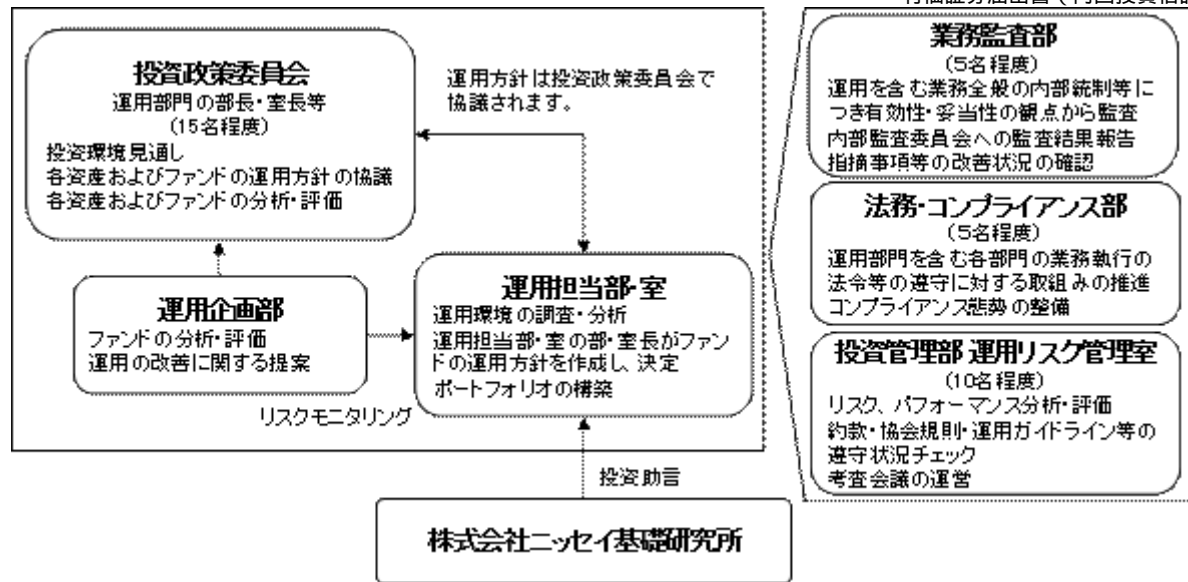 投資政策委員会
運用部門の部長・室長等
(15名程度)
投資環境見通し
各資産およびファンドの運用方針の協議
各資産およびファンドの分析・評価
運用方針は投資政策委員会で
協議されます。
運用企画部
ファンドの分析・評価
運用の改善に関する提案
運用担当部・室
運用環境の調査・分析
運用担当部・室の部・室長がファン
ドの運用方針を作成し、決定
ポートフォリオの構築
リスクモニタリング
投資助言
株式会社ニッセイ基礎研究所
業務監査部
(5名程度)
運用を含む業務全般の内部統制等に
つき有効性・妥当性の観点から監査
内部監査委員会への監査結果報告
指摘事項等の改善状況の確認
法務・コンプライアンス部
(5名程度)
運用部門を含む各部門の業務執行の
法令等の遵守に対する取組みの推進
コンプライアンス態勢の整備
投資管理部 運用リスク管理室
(10名程度)
リスク、パフォーマンス分析・評価
約款・協会規則・運用ガイドライン等の
遵守状況チェック
考査会議の運営